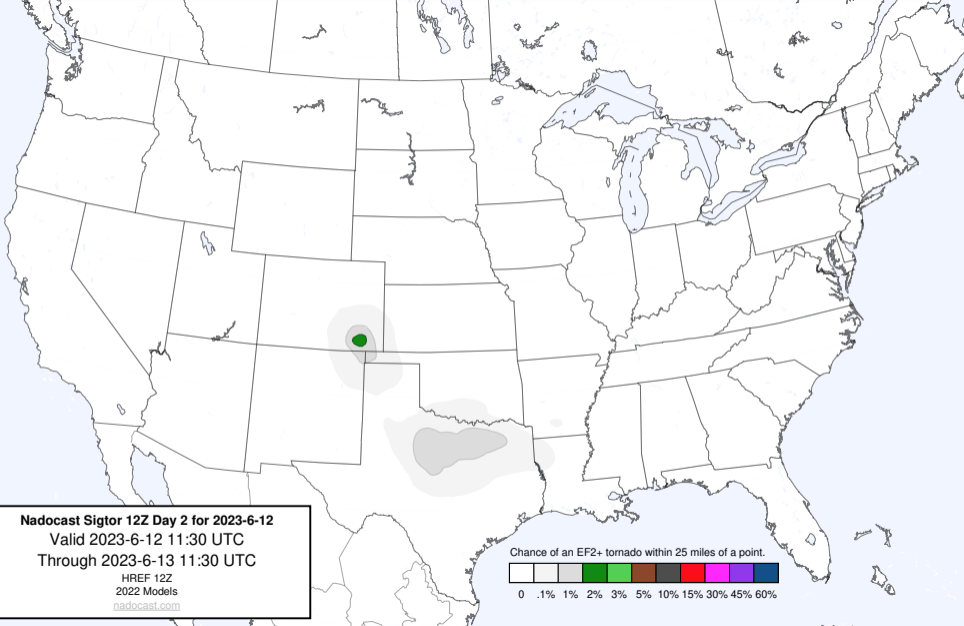 Nadocast Sigtor 12Z Day 2 for 2023-6-12
Valid 2023-6-12 11:30 UTC
Through 2023-6-13 11:30 UTC
HREF 12Z
2022 Models
nadocast.com
Chance of an EF2+ tornado within 25 miles of a point.
0 .1% 1% 2% 3% 5% 10% 15% 30% 45% 60%